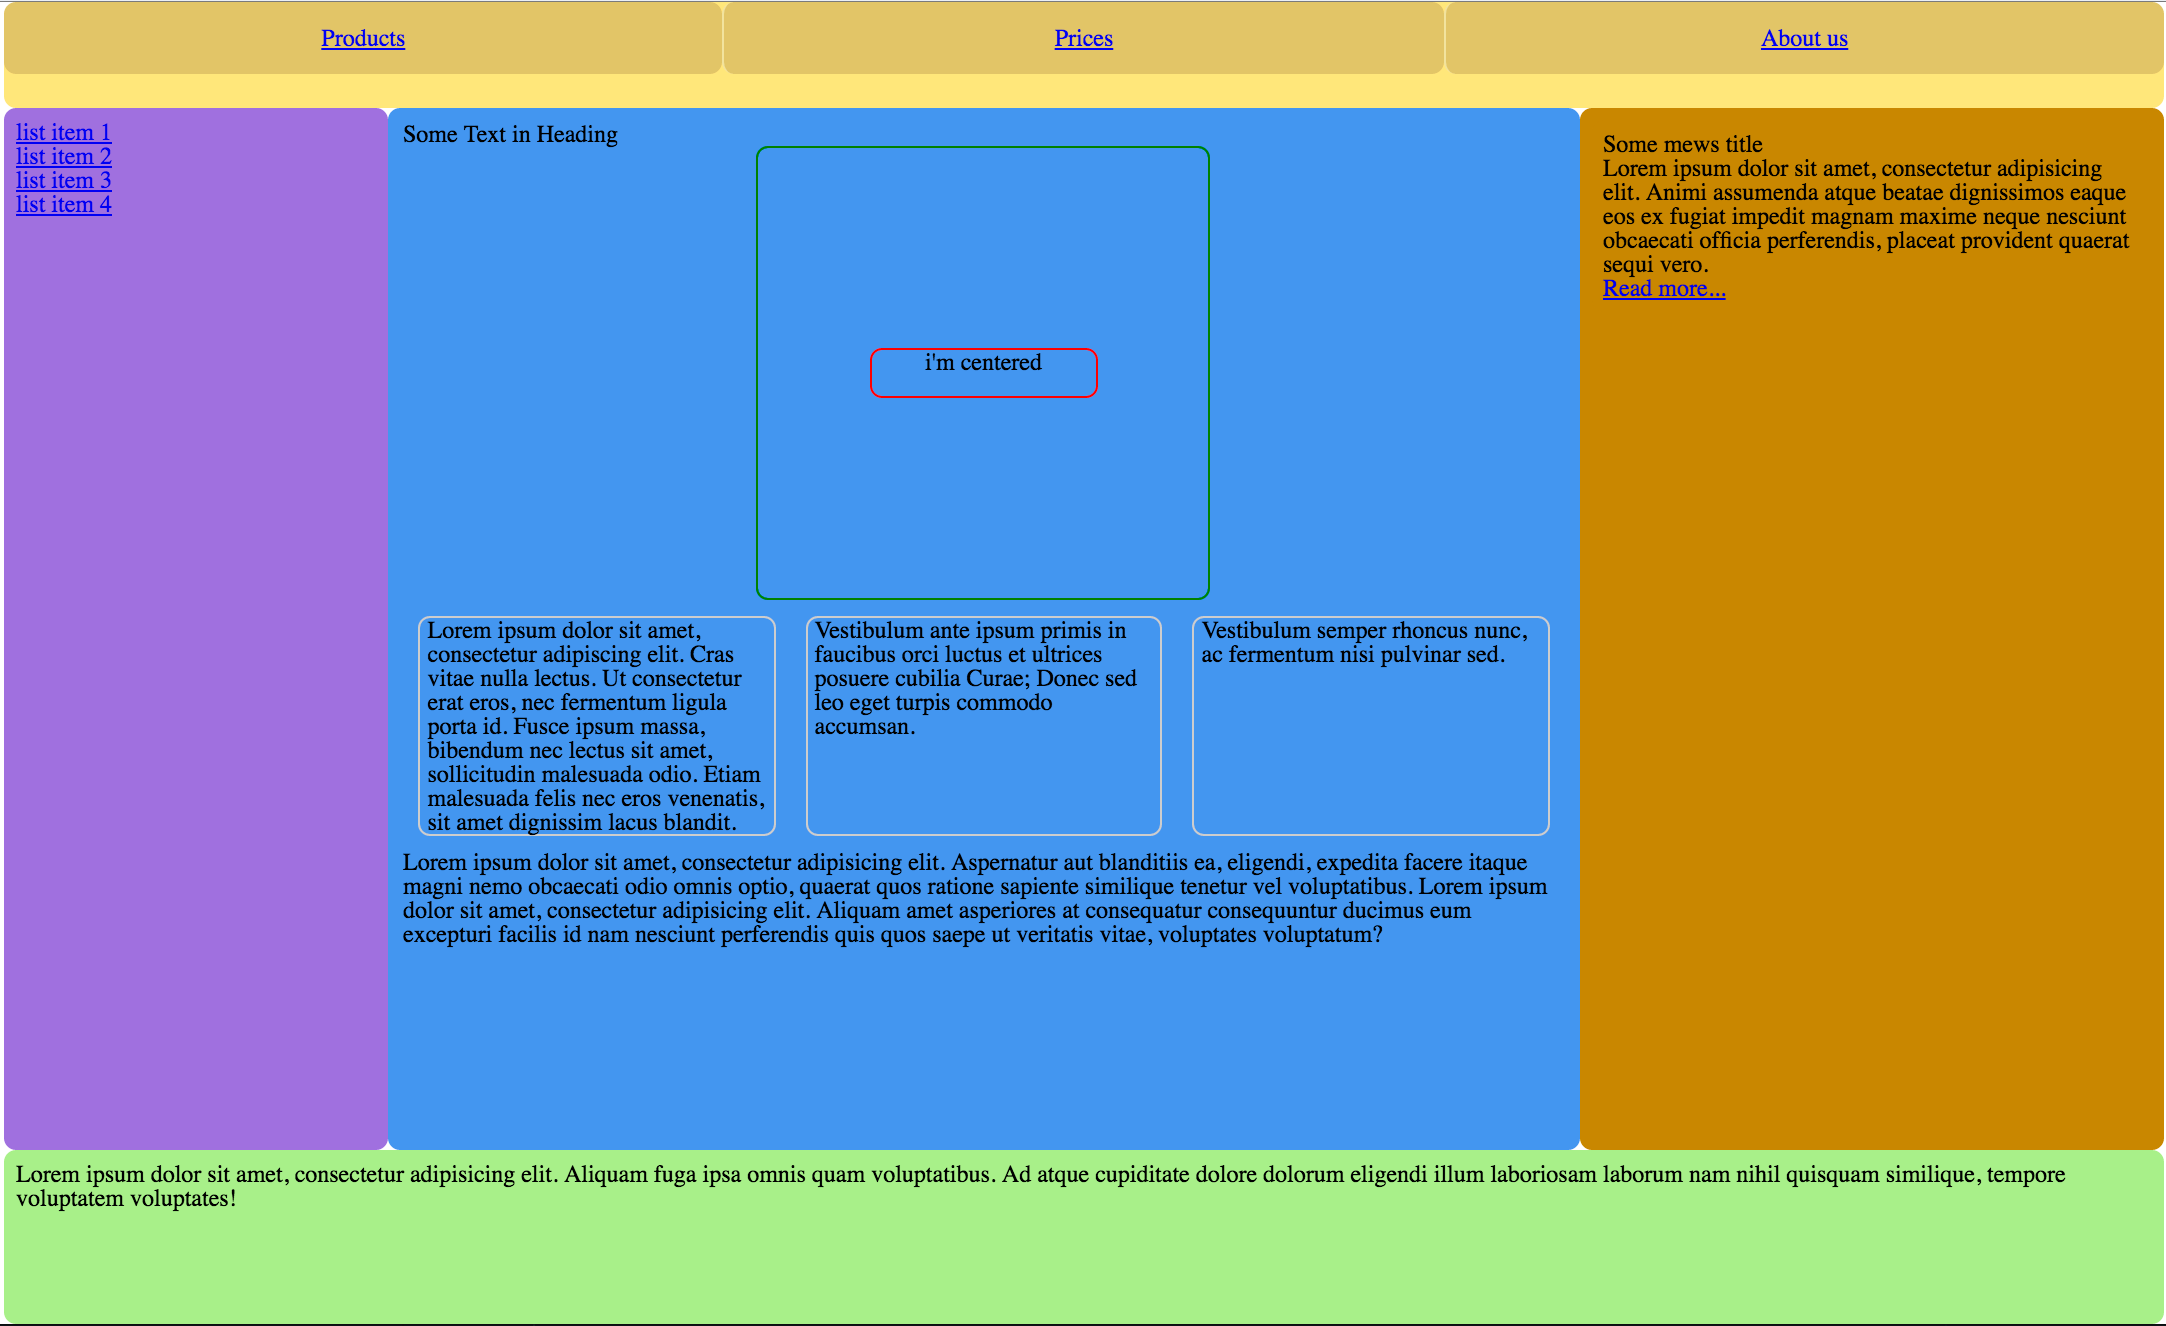 Products
Prices
About us
list item 1
list item 2
list item 3
list item 4
Some Text in Heading
i'm centered
Lorem ipsum dolor sit amet,
consectetur adipiscing elit. Cras
vitae nulla lectus. Ut consectetur
erat eros, nec fermentum ligula
porta id. Fusce ipsum massa,
bibendum nec lectus sit amet,
sollicitudin malesuada odio. Etiam
malesuada felis nec eros venenatis,
sit amet dignissim lacus blandit.
Vestibulum ante ipsum primis in
faucibus orci luctus et ultrices
posuere cubilia Curae; Donec sed
leo eget turpis commodo
accumsan.
Vestibulum semper rhoncus nunc,
ac fermentum nisi pulvinar sed.
Lorem ipsum dolor sit amet, consectetur adipisicing elit. Aspernatur aut blanditiis ea, eligendi, expedita facere itaque
magni nemo obcaecati odio omnis optio, quaerat quos ratione sapiente similique tenetur vel voluptatibus. Lorem ipsum
dolor sit amet, consectetur adipisicing elit. Aliquam amet asperiores at consequatur consequuntur ducimus eum
excepturi facilis id nam nesciunt perferendis quis quos saepe ut veritatis vitae, voluptates voluptatum?
Some mews title
Lorem ipsum dolor sit amet, consectetur adipisicing
elit. Animi assumenda atque beatae dignissimos eaque
eos ex fugiat impedit magnam maxime neque nesciunt
obcaecati officia perferendis, placeat provident quaerat
sequi vero.
Read more...
Lorem ipsum dolor sit amet, consectetur adipisicing elit. Aliquam fuga ipsa omnis quam voluptatibus. Ad atque cupiditate dolore dolorum eligendi illum laboriosam laborum nam nihil quisquam similique, tempore
voluptatem voluptates!